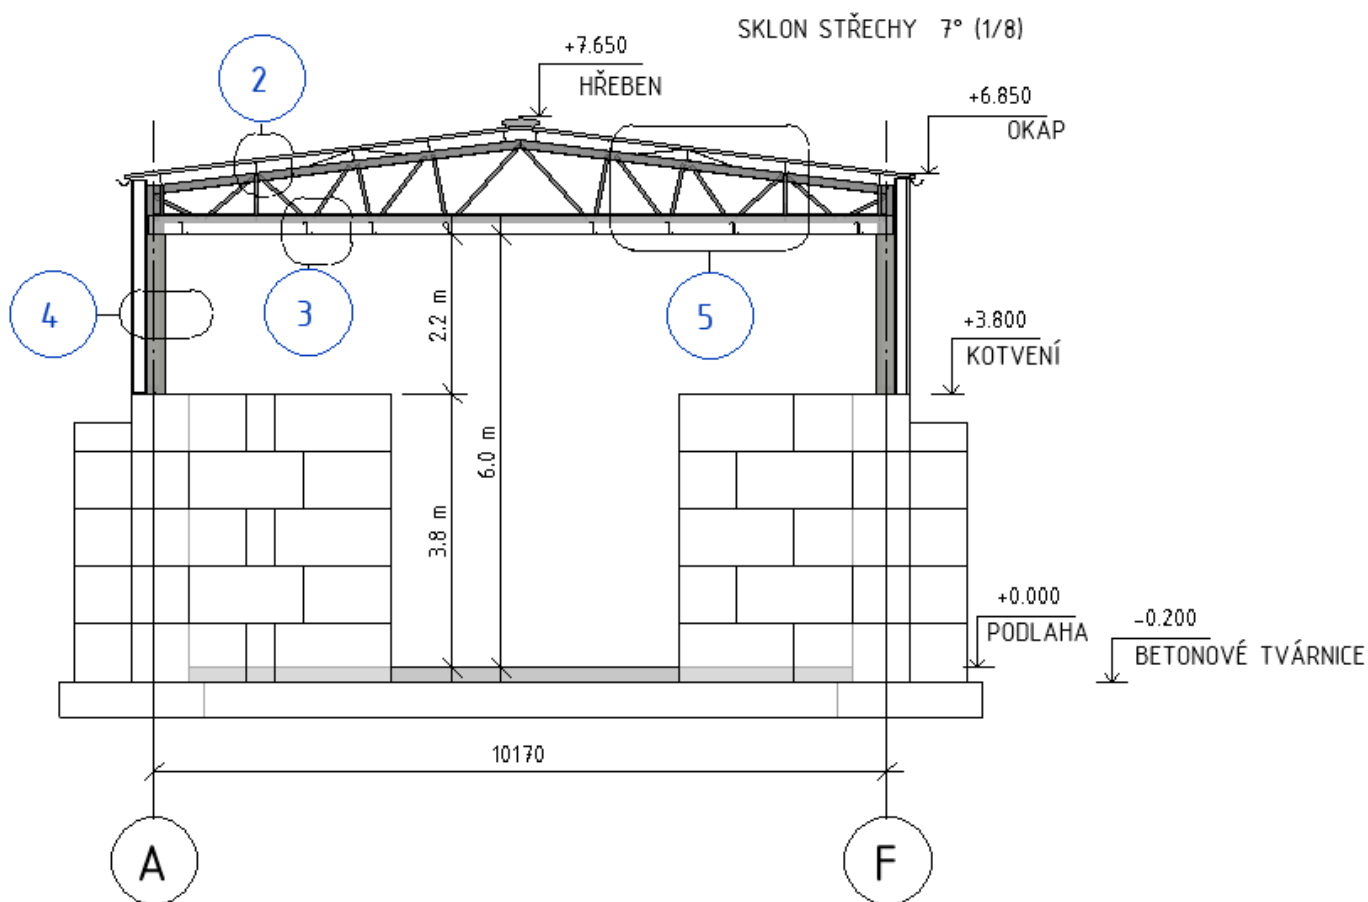 SKLON STŘECHY 7° (1/8)
+7.650
HŘEBEN
2
+6.850
OKAP
4
3
5
2.2 m
+3.800
KOTVENÍ
6.0 m
3.8 m
+0.000
PODLAHA
-0.200
BETONOVÉ TVÁRNICE
10170
A
F